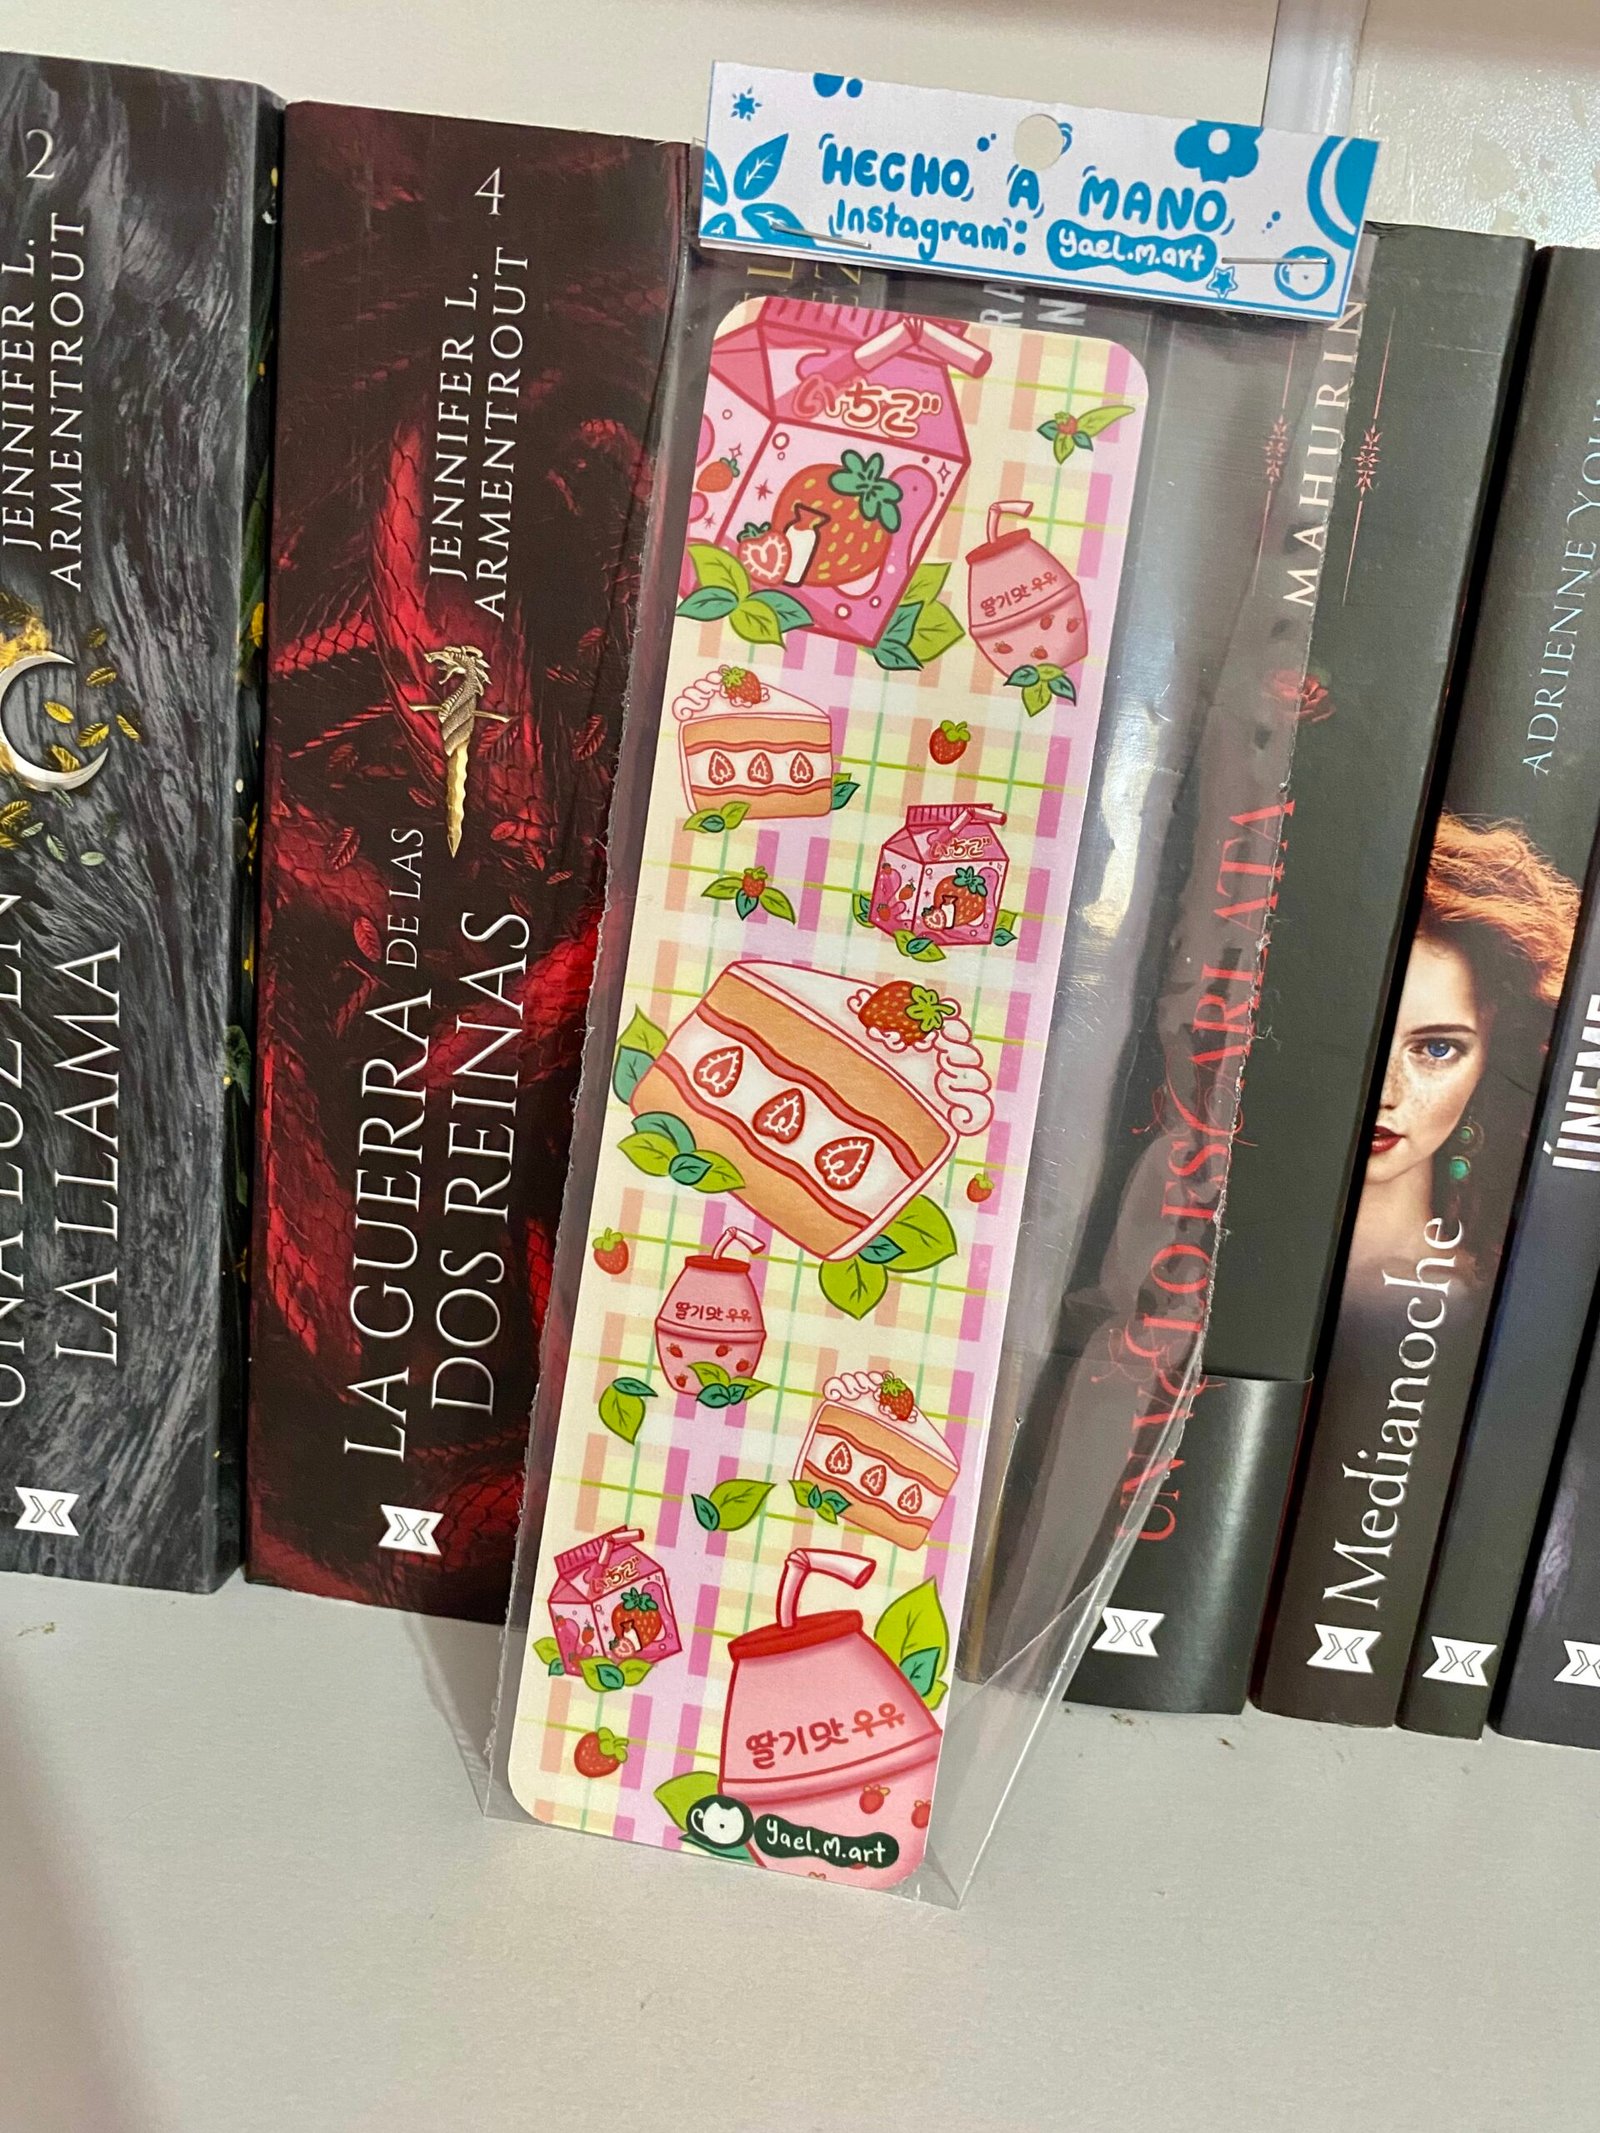 HECHO A MANO
Instagram: yael.m.art
2
JENNIFER L.
ARMENTROUT
LA LLAMA
4
JENNIFER L.
ARMENTROUT
LA GUERRA DE LAS
DOS REINAS
いちご
딸기맛 우유
いちご
딸기맛 우유
いちご
딸기맛 우유
yael.m.art
MAHURIN
ESCARLATA
Medianoche
ADRIENNE YOU